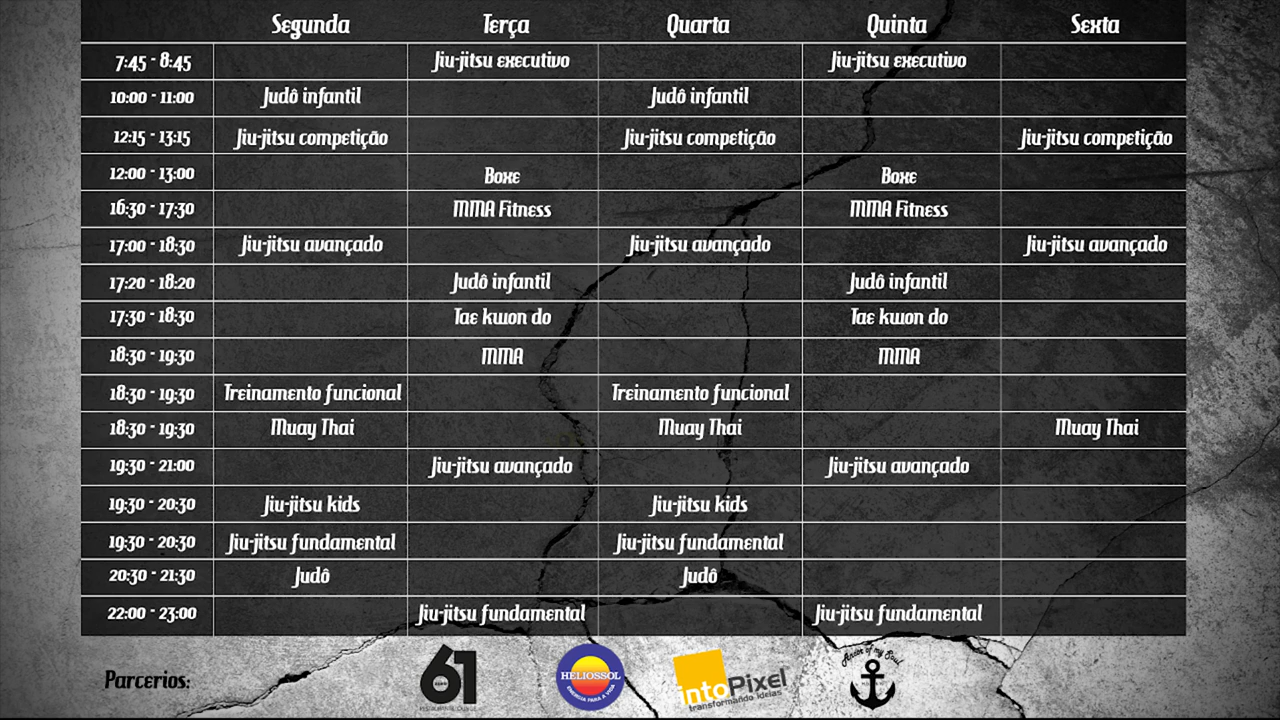 Segunda Terça Quarta Quinta Sexta
7:45 - 8:45 Jiu-jitsu executivo Jiu-jitsu executivo
10:00 - 11:00 Judô infantil Judô infantil
12:15 - 13:15 Jiu-jitsu competição Jiu-jitsu competição Jiu-jitsu competição
12:00 - 13:00 Boxe Boxe
16:30 - 17:30 MMA Fitness MMA Fitness
17:00 - 18:30 Jiu-jitsu avançado Jiu-jitsu avançado Jiu-jitsu avançado
17:20 - 18:20 Judô infantil Judô infantil
17:30 - 18:30 Tae kwon do Tae kwon do
18:30 - 19:30 MMA MMA
18:30 - 19:30 Treinamento funcional Treinamento funcional
18:30 - 19:30 Muay Thai Muay Thai Muay Thai
19:30 - 21:00 Jiu-jitsu avançado Jiu-jitsu avançado
19:30 - 20:30 Jiu-jitsu kids Jiu-jitsu kids
19:30 - 20:30 Jiu-jitsu fundamental Jiu-jitsu fundamental
20:30 - 21:30 Judô Judô
22:00 - 23:00 Jiu-jitsu fundamental Jiu-jitsu fundamental
Parcerios:
61
HELIOSSOL
ENERGIA PARA A VIDA
intoPixel
transformando ideias
Ancor of my Soul